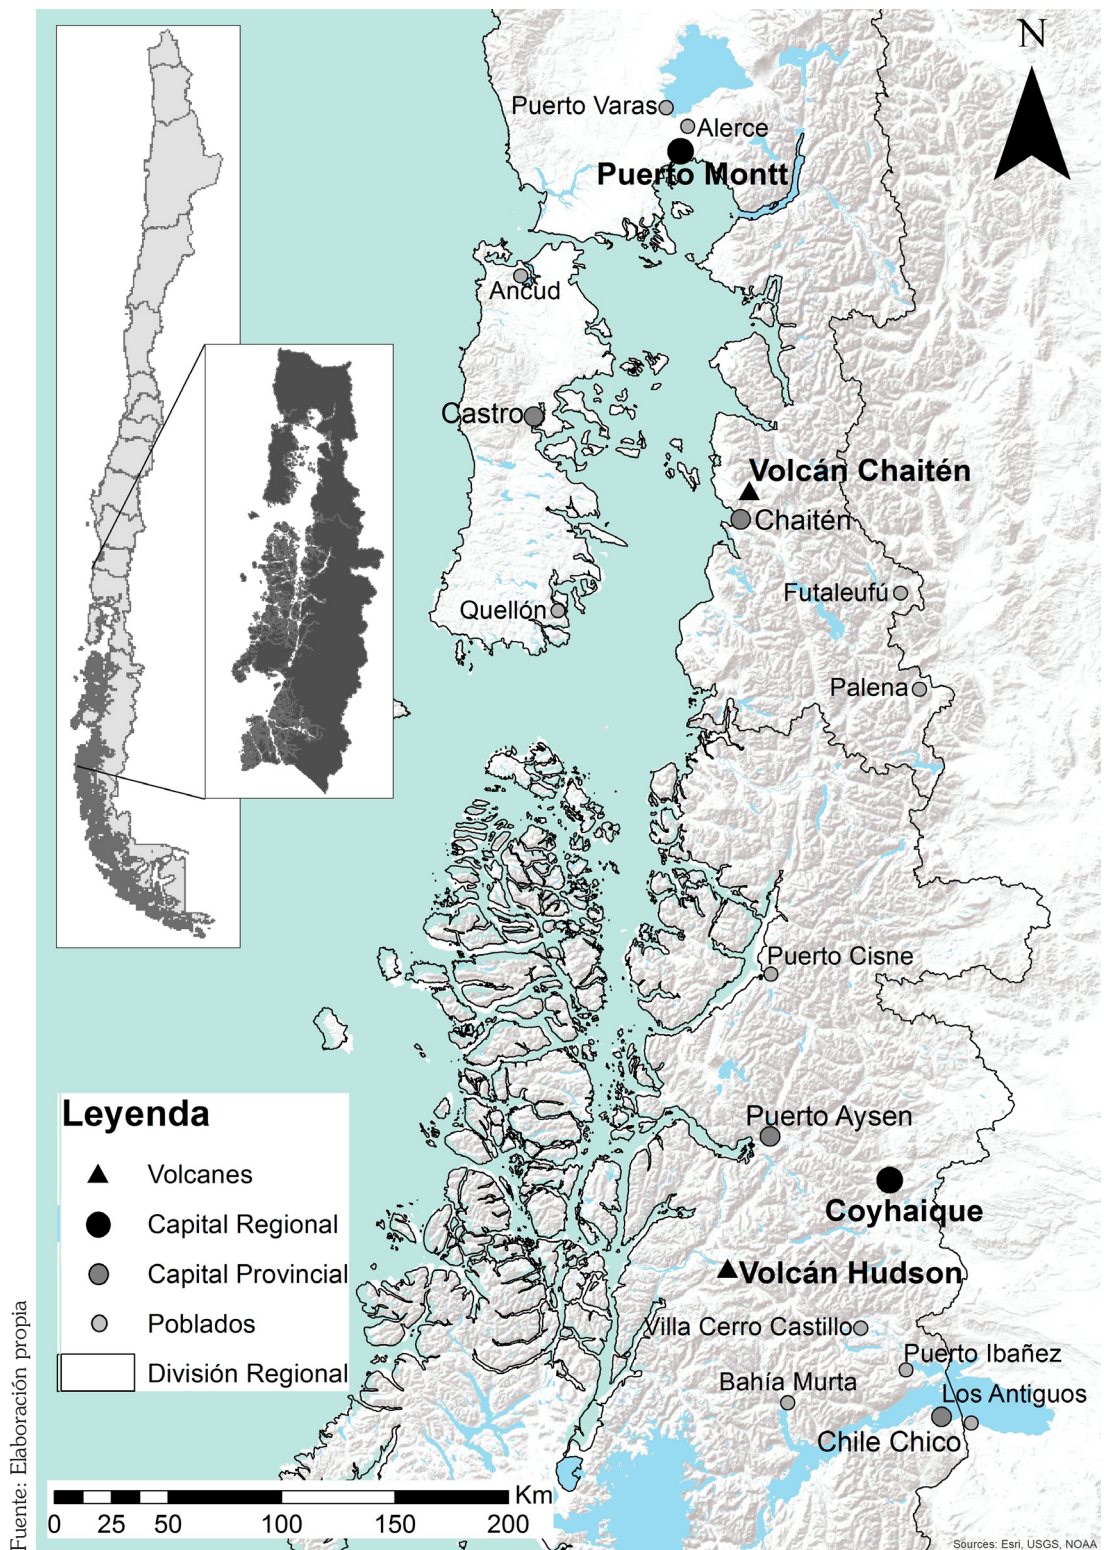 N
Puerto Varas
Alerce
Puerto Montt
Ancud
Castro
Volcán Chaitén
Chaitén
Futaleufú
Quellón
Palena
Puerto Cisne
Puerto Aysen
Coyhaique
Volcán Hudson
Villa Cerro Castillo
Puerto Ibañez
Bahía Murta
Los Antiguos
Chile Chico
Leyenda
Volcanes
Capital Regional
Capital Provincial
Poblados
División Regional
Km
0 25 50 100 150 200
Sources: Esri, USGS, NOAA
Fuente: Elaboración propia